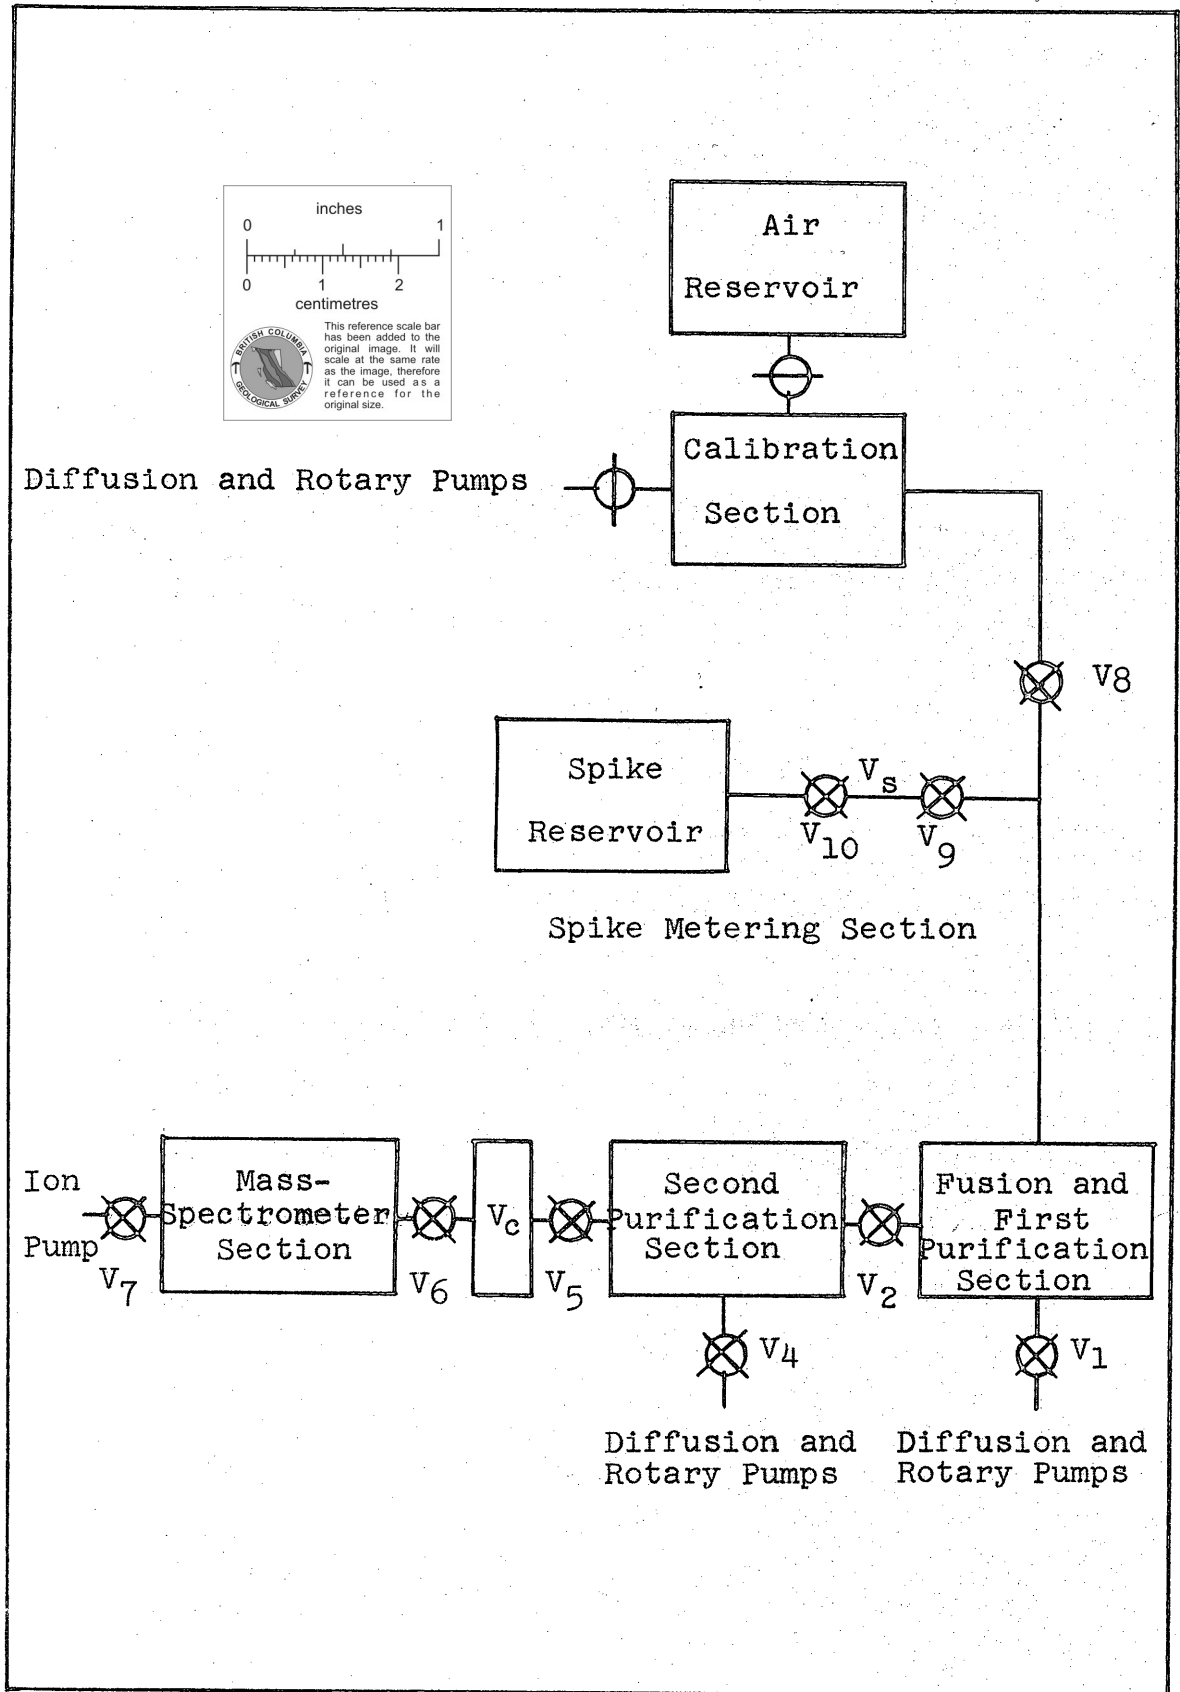 inches
0 1
0 1 2
centimetres
BRITISH COLUMBIA
GEOLOGICAL SURVEY
This reference scale bar
has been added to the
original image. It will
scale at the same rate
as the image, therefore
it can be used as a
reference for the
original size.
Air
Reservoir
Diffusion and Rotary Pumps
Calibration
Section
V8
Spike
Reservoir
Vs
V10
V9
Spike Metering Section
Ion
Pump
V7
Mass-
Spectrometer
Section
V6
Vc
V5
Second
Purification
Section
V2
Fusion and
First
Purification
Section
V4
V1
Diffusion and
Rotary Pumps
Diffusion and
Rotary Pumps